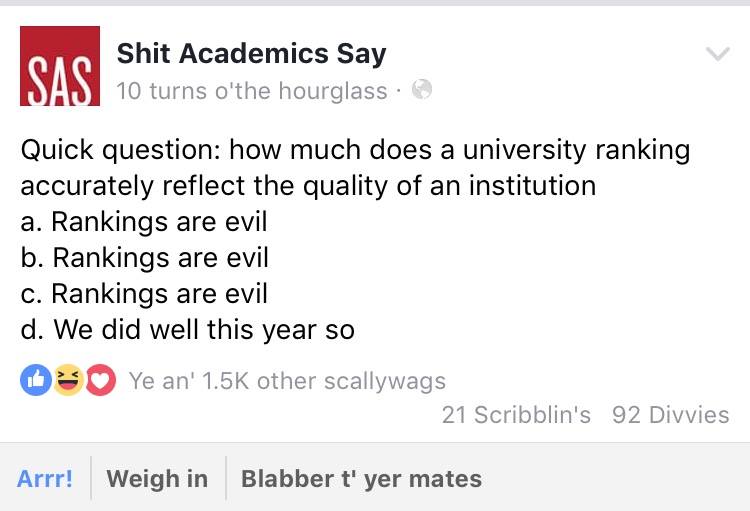 SAS
Shit Academics Say
10 turns o'the hourglass ·
Quick question: how much does a university ranking
accurately reflect the quality of an institution
a. Rankings are evil
b. Rankings are evil
c. Rankings are evil
d. We did well this year so
Ye an' 1.5K other scallywags
21 Scribblin's 92 Divvies
Arrr! Weigh in Blabber t' yer mates